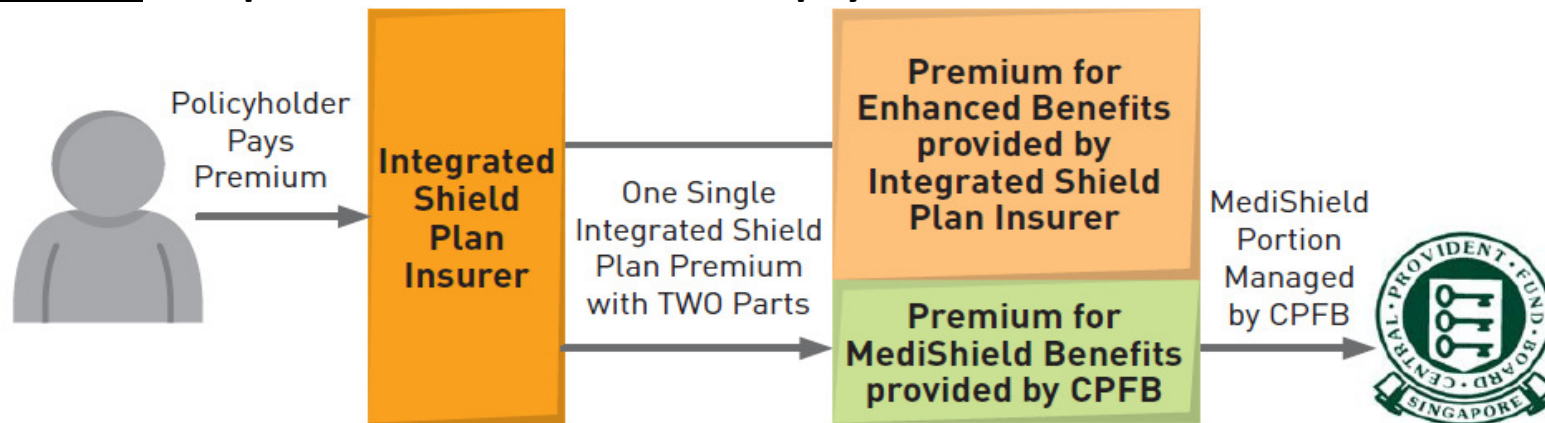 Policyholder
Pays
Premium
Integrated
Shield
Plan
Insurer
One Single
Integrated Shield
Plan Premium
with TWO Parts
Premium for
Enhanced Benefits
provided by
Integrated Shield
Plan Insurer
Premium for
MediShield Benefits
provided by CPFB
MediShield
Portion
Managed
by CPFB
CENTRAL · PROVIDENT · FUND · BOARD
SINGAPORE